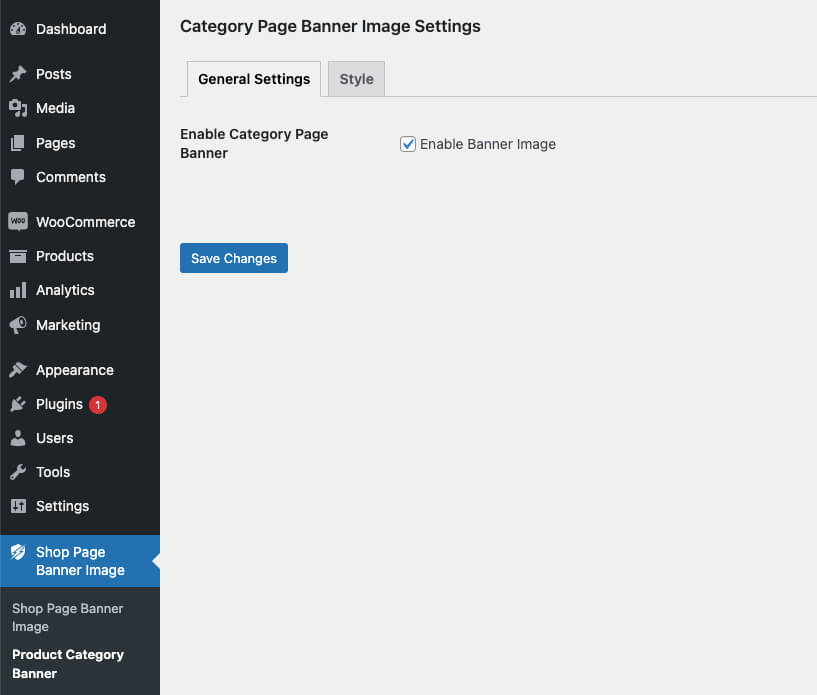 Dashboard
Posts
Media
Pages
Comments
Woo WooCommerce
Products
Analytics
Marketing
Appearance
Plugins 1
Users
Tools
Settings
Shop Page
Banner Image
Shop Page Banner
Image
Product Category
Banner
Category Page Banner Image Settings
General Settings Style
Enable Category Page
Banner
Enable Banner Image
Save Changes